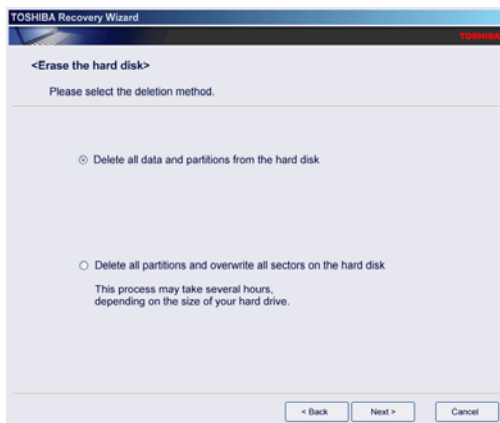 TOSHIBA Recovery Wizard
TOSHIBA
<Erase the hard disk>
Please select the deletion method.
Delete all data and partitions from the hard disk
Delete all partitions and overwrite all sectors on the hard disk
This process may take several hours,
depending on the size of your hard drive.
< Back
Next >
Cancel